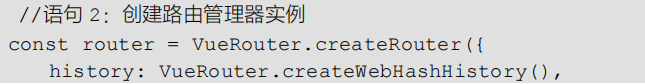 //语句 2：创建路由管理器实例
const router = VueRouter.createRouter({
history: VueRouter.createWebHashHistory(),